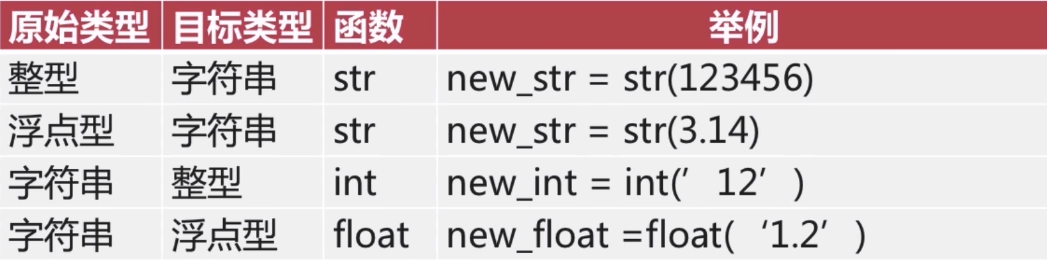 原始类型 目标类型 函数 举例
整型 字符串 str new_str = str(123456)
浮点型 字符串 str new_str = str(3.14)
字符串 整型 int new_int = int(’12’)
字符串 浮点型 float new_float =float(‘1.2’)